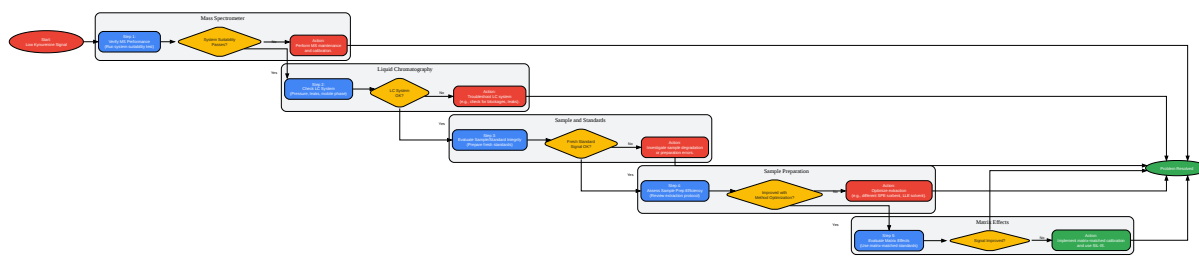 Mass Spectrometer
Start:
Low Kynurenine Signal
Step 1:
Verify MS Performance
(Run system suitability test)
System Suitability
Passed?
No
Action:
Perform MS maintenance
and calibration
Yes
Liquid Chromatography
Step 2:
Check LC System
(Pressure, leaks, mobile phase)
LC System
OK?
No
Action:
Troubleshoot LC system
(e.g., check for blockages, leaks)
Yes
Sample and Standards
Step 3:
Evaluate Sample/Standard Integrity
(Prepare fresh standards)
Fresh Standard
Signal OK?
No
Action:
Investigate sample degradation
or preparation errors
Yes
Sample Preparation
Step 4:
Assess Sample Prep Efficiency
(Review extraction protocol)
Improved with
Method Optimization?
No
Action:
Optimize extraction
(e.g., different SPE sorbent, LLE solvent)
Problem Resolved
Yes
Matrix Effects
Step 5:
Evaluate Matrix Effects
(Use matrix-matched standards)
Signal Improved?
No
Action:
Implement matrix-matched calibration
and use SIL-IS